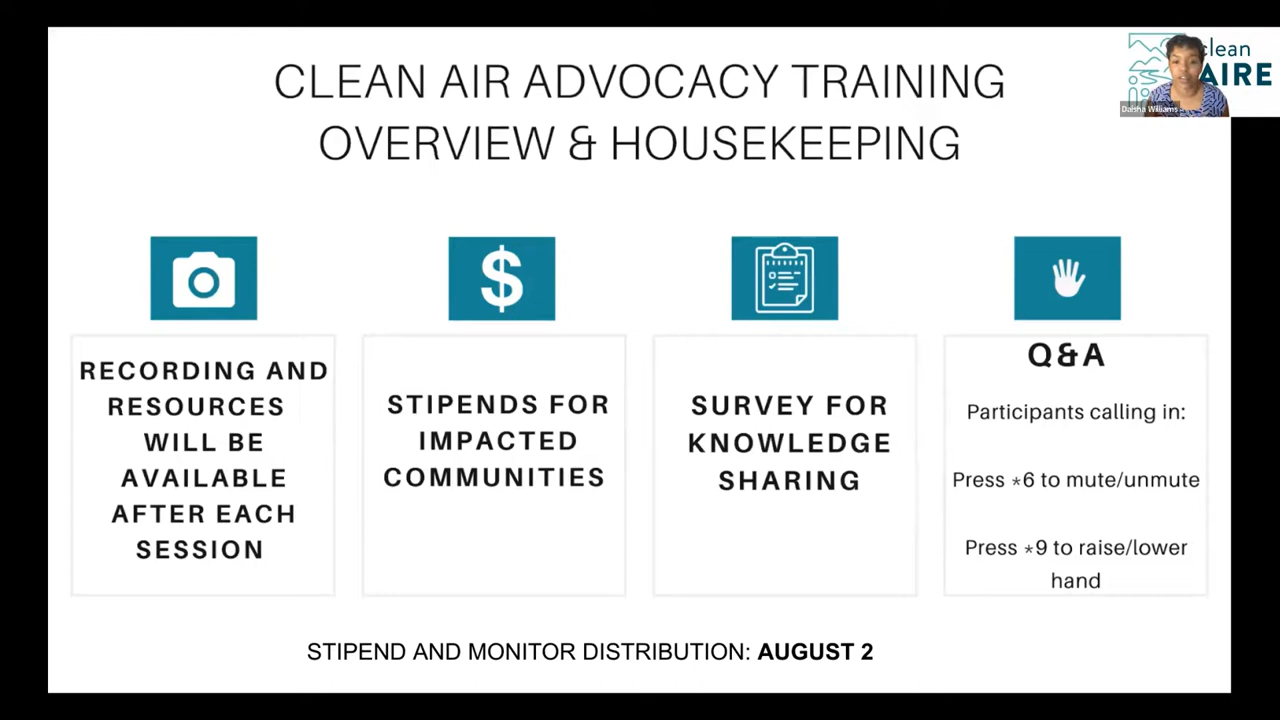 CLEAN AIR ADVOCACY TRAINING
OVERVIEW & HOUSEKEEPING
clean
AIRE
Daisha Williams
$
RECORDING AND
RESOURCES
WILL BE
AVAILABLE
AFTER EACH
SESSION
STIPENDS FOR
IMPACTED
COMMUNITIES
SURVEY FOR
KNOWLEDGE
SHARING
Q&A
Participants calling in:
Press *6 to mute/unmute
Press *9 to raise/lower
hand
STIPEND AND MONITOR DISTRIBUTION: AUGUST 2